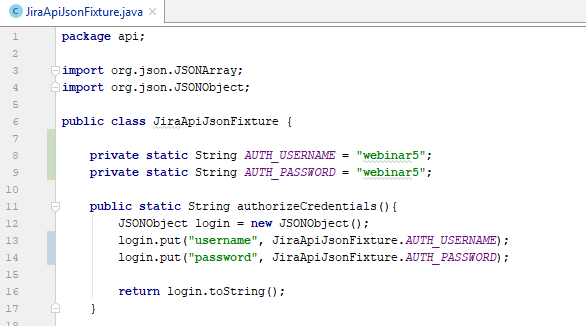 JiraApiJsonFixture.java
1 package api;
2
3 import org.json.JSONArray;
4 import org.json.JSONObject;
5
6 public class JiraApiJsonFixture {
7
8 private static String AUTH_USERNAME = "webinar5";
9 private static String AUTH_PASSWORD = "webinar5";
10
11 public static String authorizeCredentials(){
12 JSONObject login = new JSONObject();
13 login.put("username", JiraApiJsonFixture.AUTH_USERNAME);
14 login.put("password", JiraApiJsonFixture.AUTH_PASSWORD);
15
16 return login.toString();
17 }
18